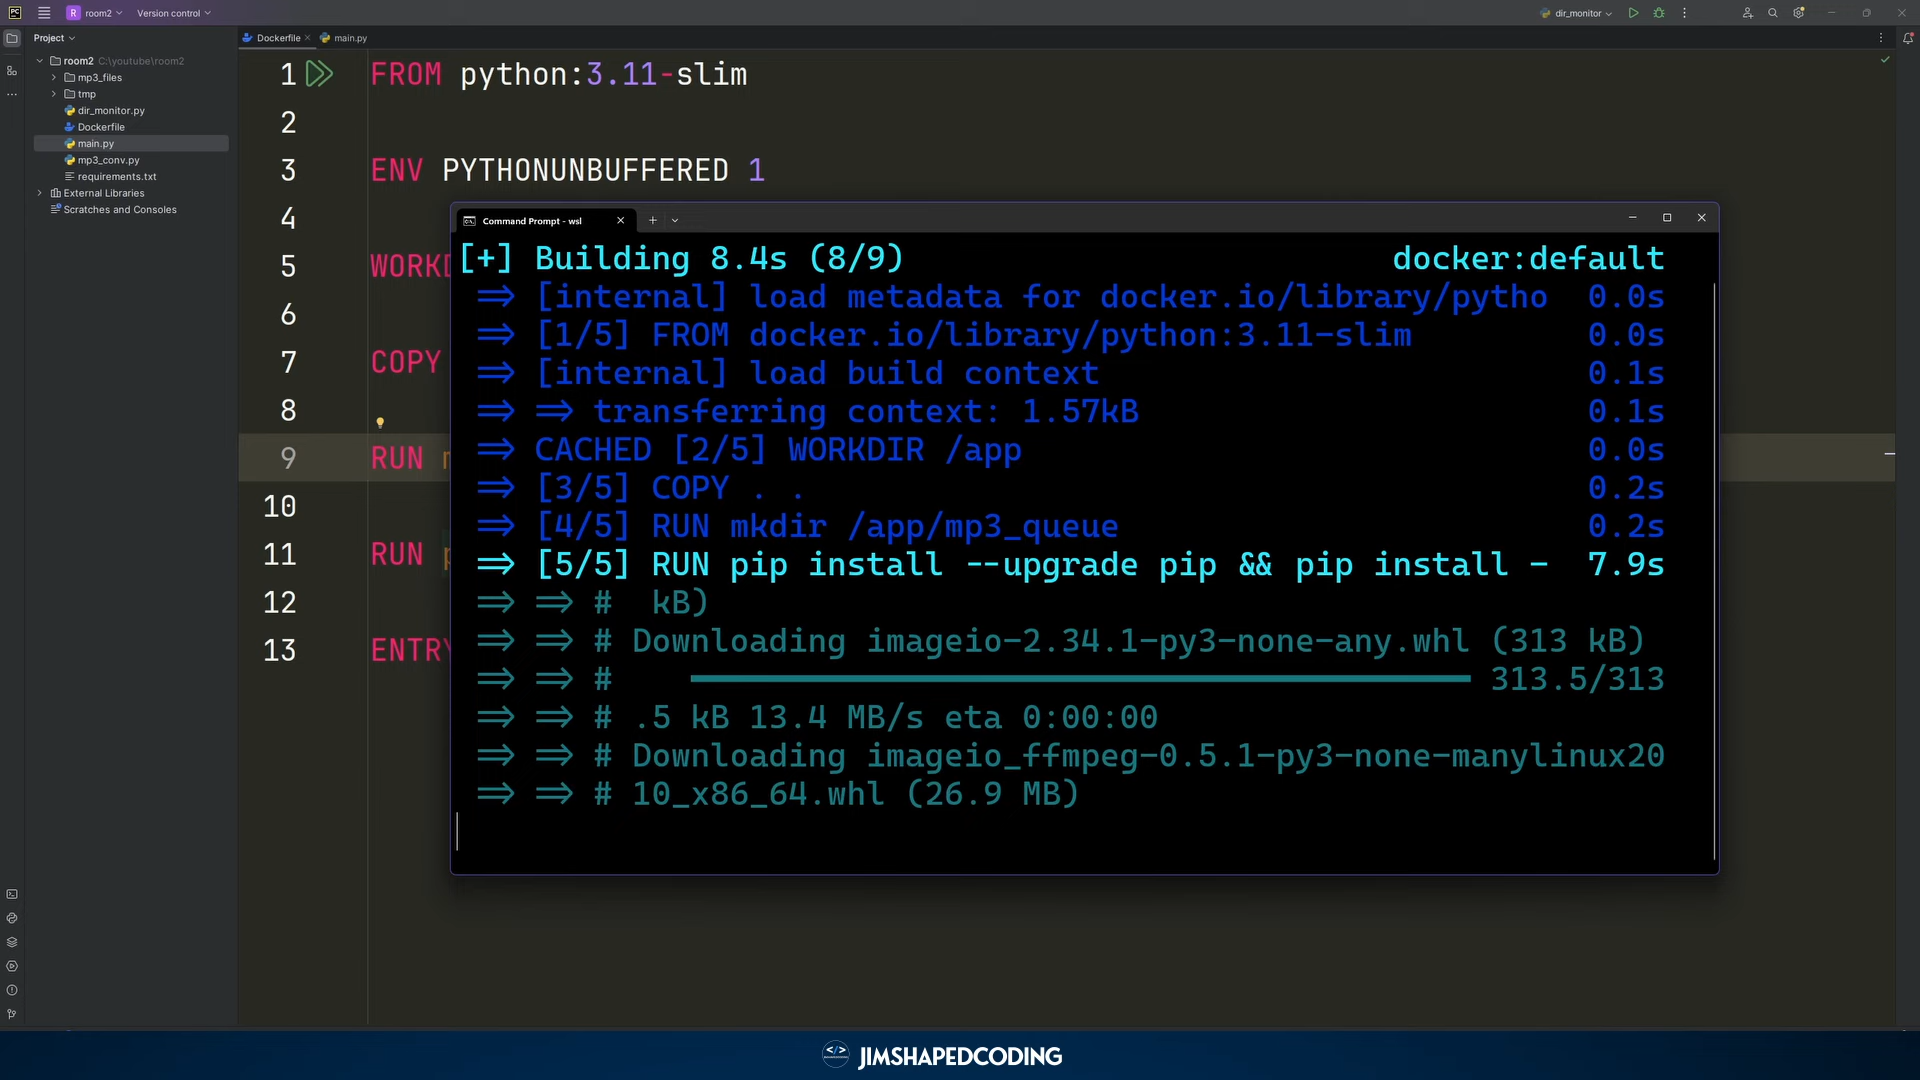 PC
R room2
Version control
dir_monitor
Project
Dockerfile
main.py
room2 C:\youtube\room2
mp3_files
tmp
dir_monitor.py
Dockerfile
main.py
mp3_conv.py
requirements.txt
External Libraries
Scratches and Consoles
1 FROM python:3.11-slim
2
3 ENV PYTHONUNBUFFERED 1
4
5 WORKD
6
7 COPY
8
9 RUN
10
11 RUN
12
13 ENTRY
Command Prompt - wsl
[+] Building 8.4s (8/9) docker:default
=> [internal] load metadata for docker.io/library/pytho 0.0s
=> [1/5] FROM docker.io/library/python:3.11-slim 0.0s
=> [internal] load build context 0.1s
=> => transferring context: 1.57kB 0.1s
=> CACHED [2/5] WORKDIR /app 0.0s
=> [3/5] COPY . . 0.2s
=> [4/5] RUN mkdir /app/mp3_queue 0.2s
=> [5/5] RUN pip install --upgrade pip && pip install - 7.9s
=> => # kB)
=> => # Downloading imageio-2.34.1-py3-none-any.whl (313 kB)
=> => # ━━━━━━━━━━━━━━━━━━━━━━━━━━━━━━━━━━━━━━━━ 313.5/313
=> => # .5 kB 13.4 MB/s eta 0:00:00
=> => # Downloading imageio_ffmpeg-0.5.1-py3-none-manylinux20
=> => # 10_x86_64.whl (26.9 MB)
</> JIMSHAPEDCODING